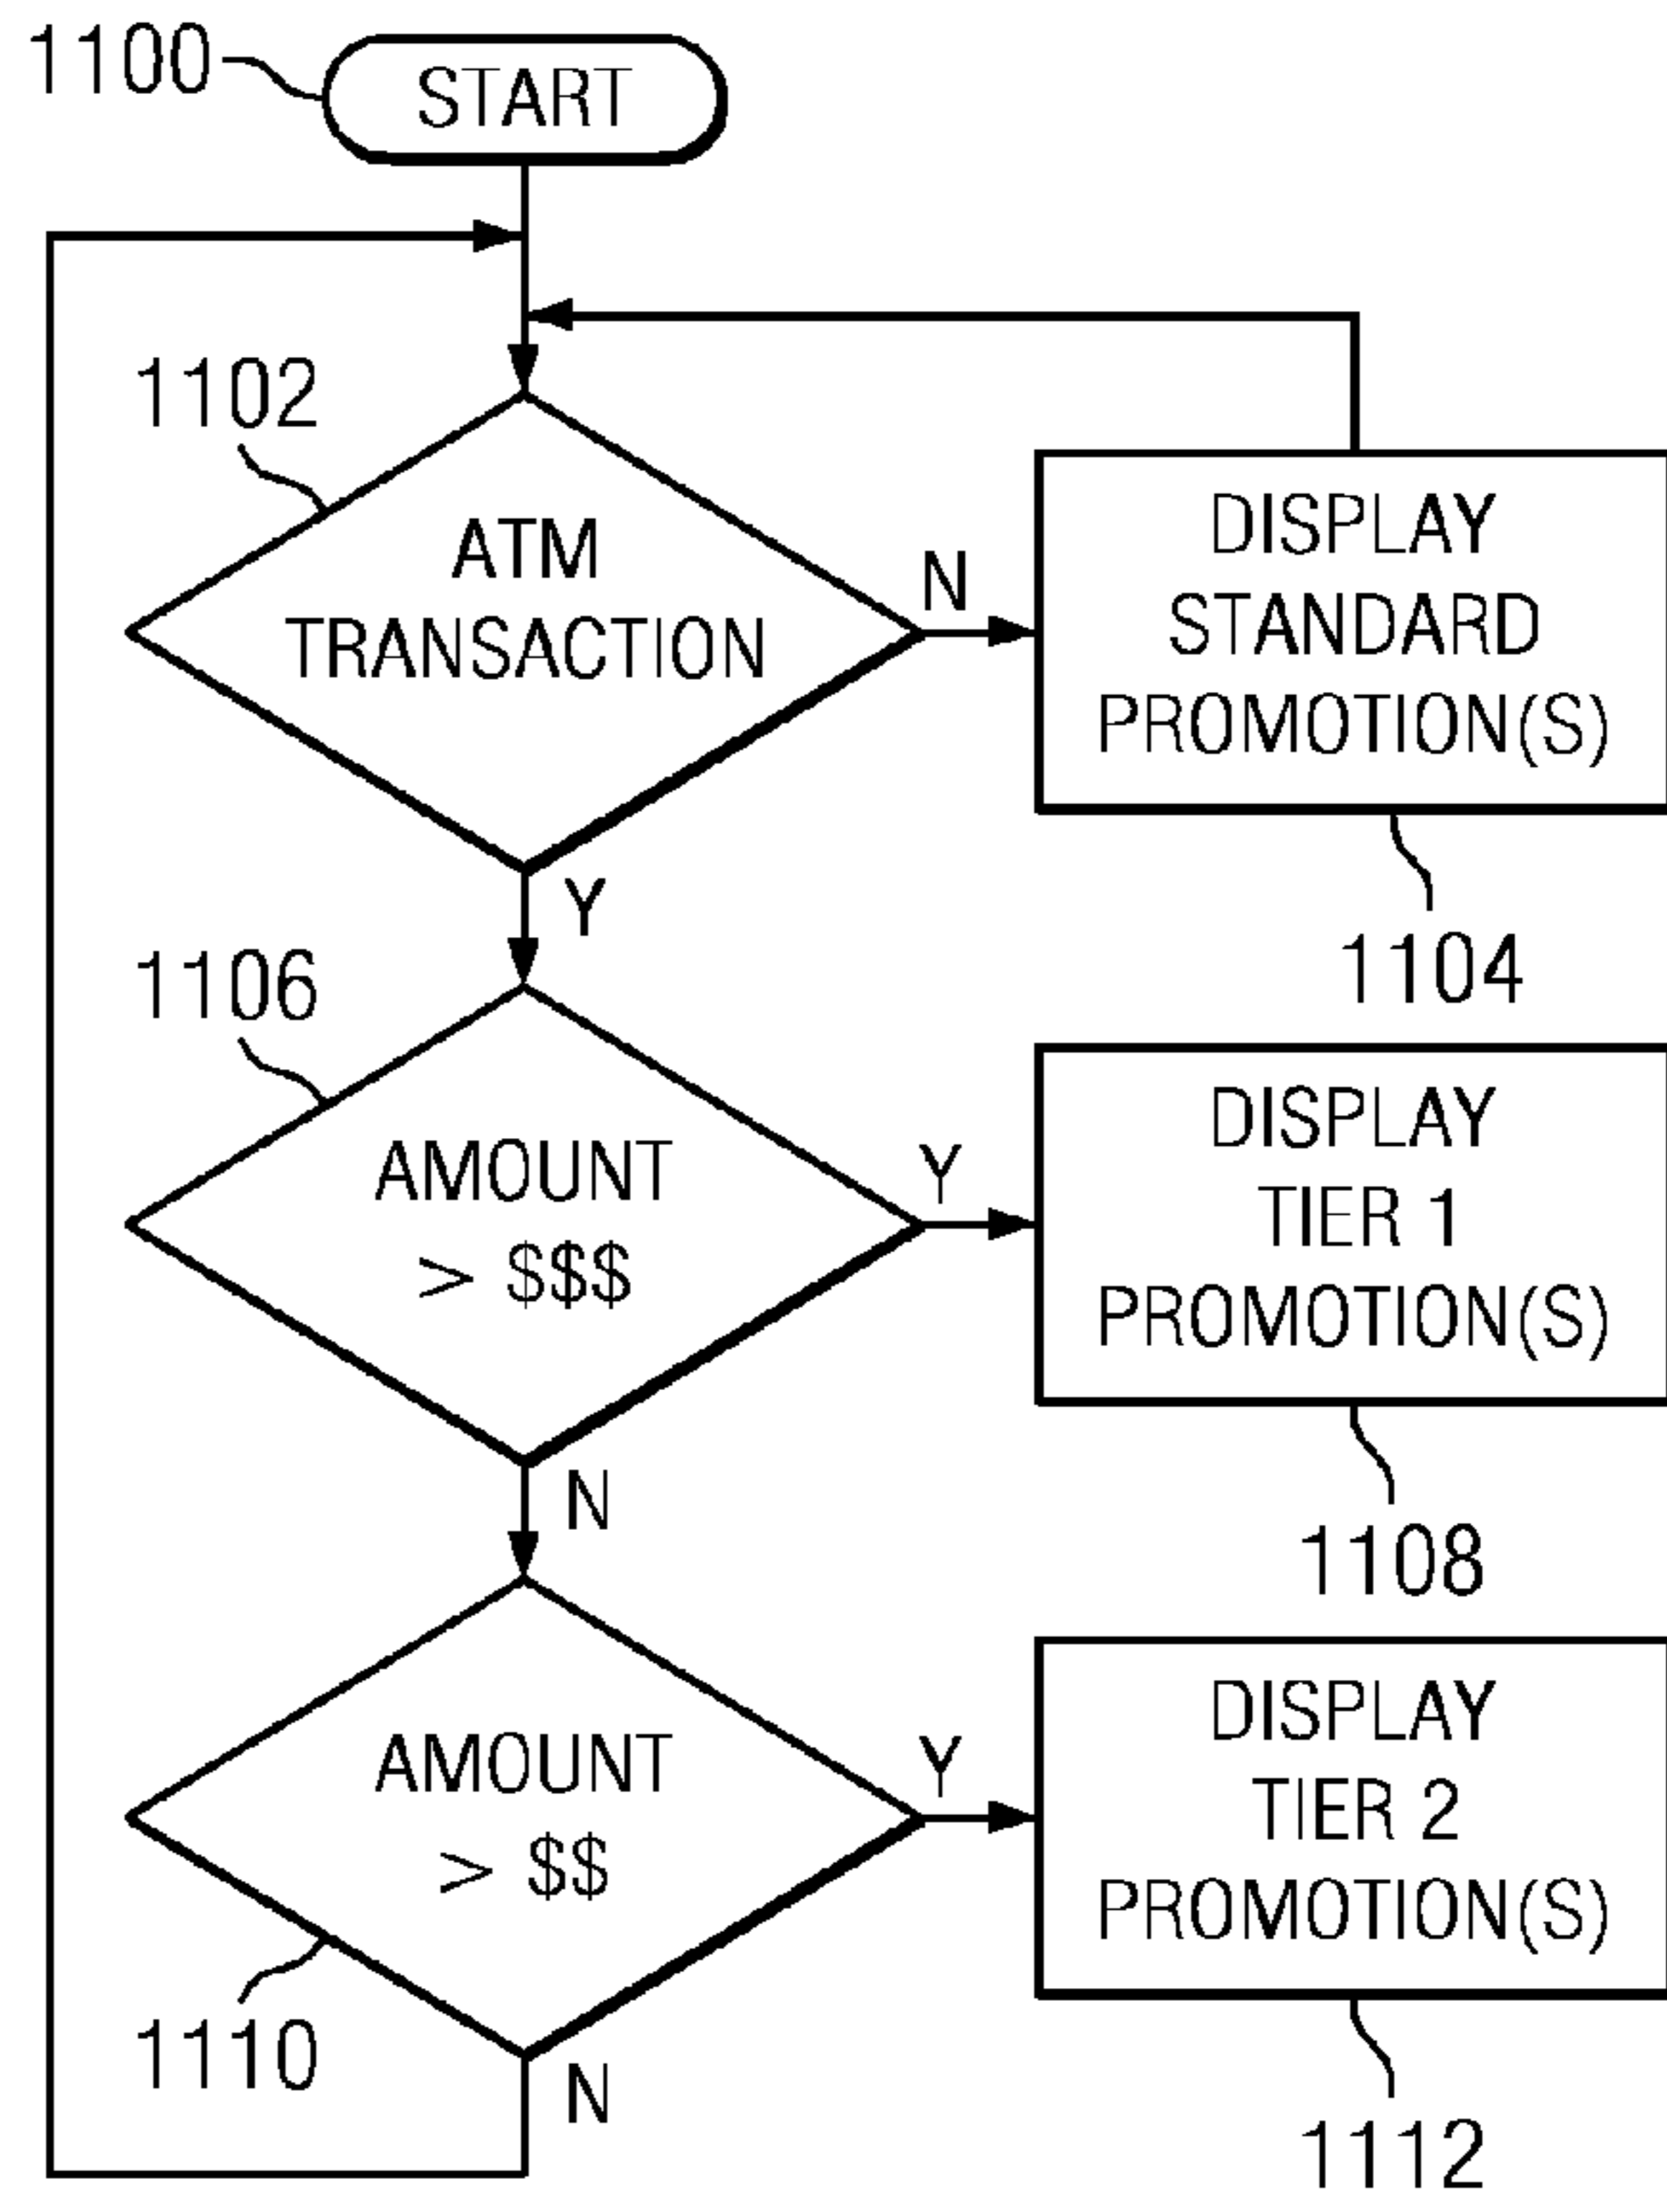 1100
START
1102
ATM
TRANSACTION
N
DISPLAY
STANDARD
PROMOTION(S)
1104
Y
1106
AMOUNT
> $$$
Y
DISPLAY
TIER 1
PROMOTION(S)
1108
N
AMOUNT
> $$
Y
DISPLAY
TIER 2
PROMOTION(S)
1110
N
1112